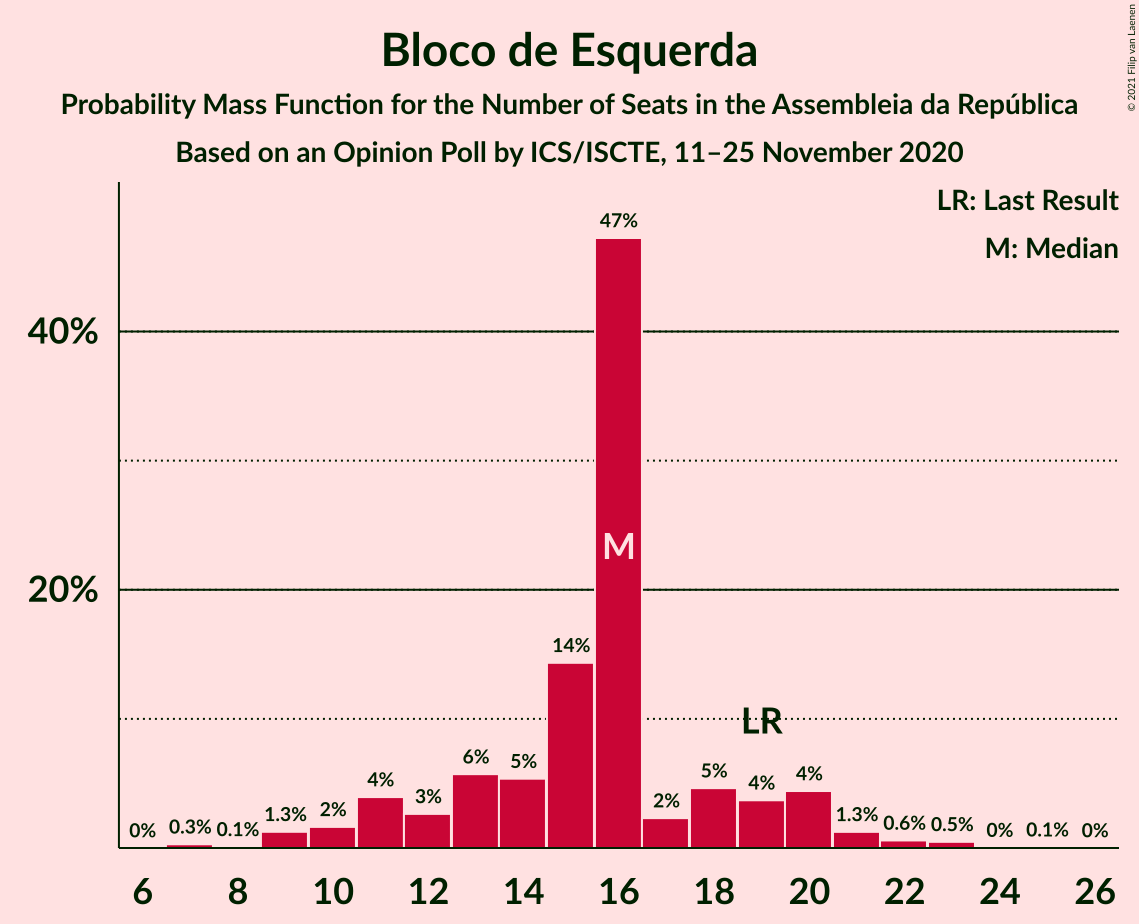 Bloco de Esquerda
Probability Mass Function for the Number of Seats in the Assembleia da República
Based on an Opinion Poll by ICS/ISCTE, 11–25 November 2020
© 2021 Filip van Laenen
LR: Last Result
M: Median
47%
40%
M
20%
14%
LR
0% 0.3% 0.1% 1.3% 2% 4% 3% 6% 5% 2% 5% 4% 4% 1.3% 0.6% 0.5% 0% 0.1% 0%
6 8 10 12 14 16 18 20 22 24 26